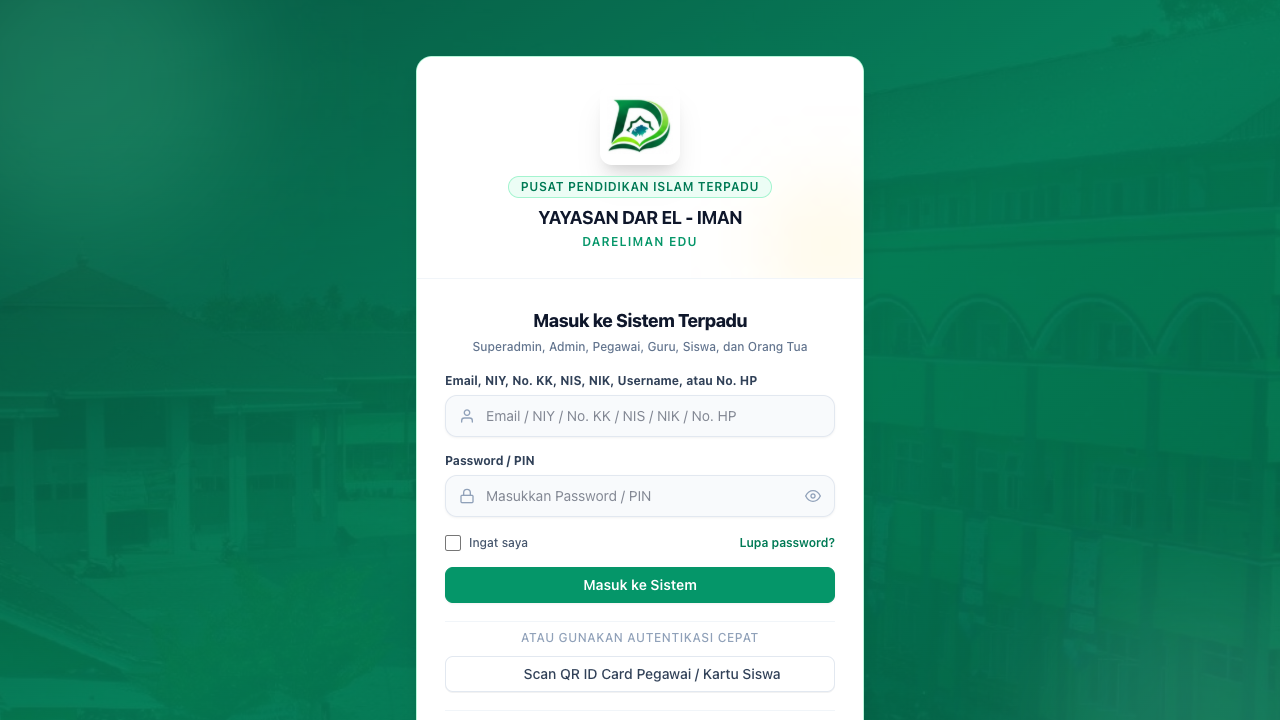 PUSAT PENDIDIKAN ISLAM TERPADU
YAYASAN DAR EL - IMAN
DARELIMAN EDU
Masuk ke Sistem Terpadu
Superadmin, Admin, Pegawai, Guru, Siswa, dan Orang Tua
Email, NIY, No. KK, NIS, NIK, Username, atau No. HP
Email / NIY / No. KK / NIS / NIK / No. HP
Password / PIN
Masukkan Password / PIN
Ingat saya
Lupa password?
Masuk ke Sistem
ATAU GUNAKAN AUTENTIKASI CEPAT
Scan QR ID Card Pegawai / Kartu Siswa